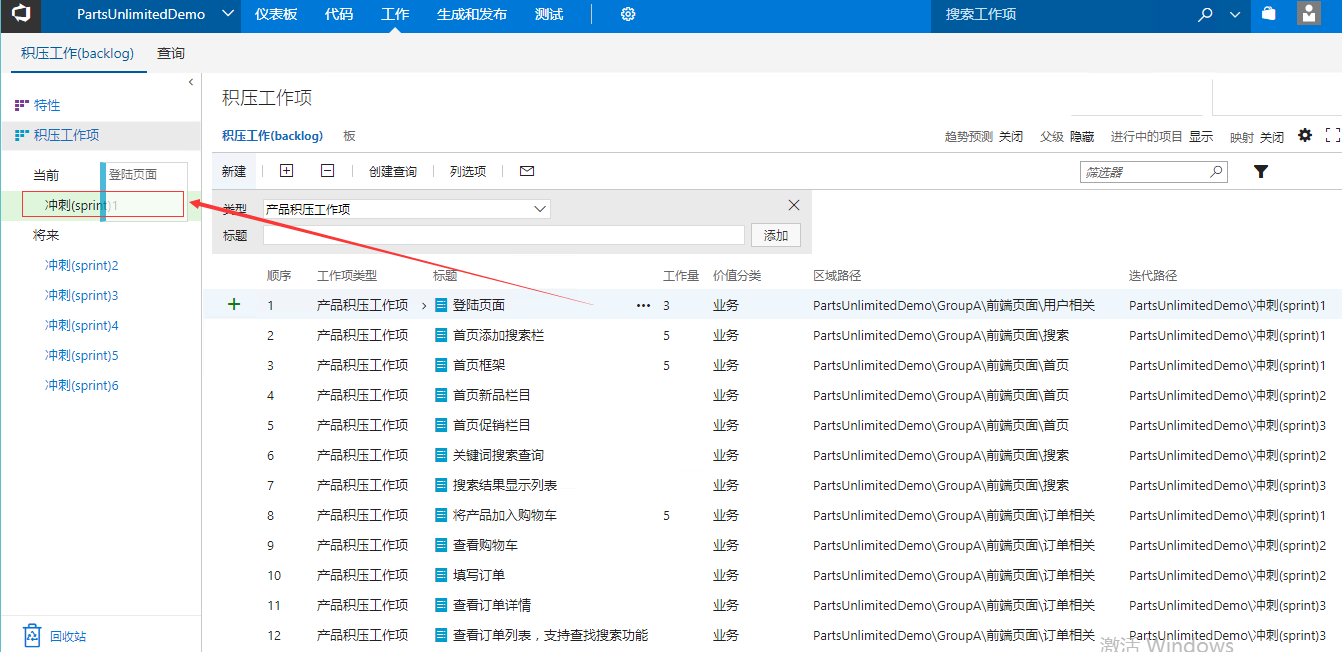 PartsUnlimitedDemo 仪表板 代码 工作 生成和发布 测试 搜索工作项
积压工作(backlog) 查询
特性
积压工作项
当前
登陆页面
冲刺(sprint)1
将来
冲刺(sprint)2
冲刺(sprint)3
冲刺(sprint)4
冲刺(sprint)5
冲刺(sprint)6
回收站
积压工作项
积压工作(backlog) 板 趋势预测 关闭 父级 隐藏 进行中的项目 显示 映射 关闭
新建 创建查询 列选项 筛选器
类型 产品积压工作项
标题 添加
顺序 工作项类型 标题 工作量 价值分类 区域路径 迭代路径
1 产品积压工作项 登陆页面 3 业务 PartsUnlimitedDemo\GroupA\前端页面\用户相关 PartsUnlimitedDemo\冲刺(sprint)1
2 产品积压工作项 首页添加搜索栏 5 业务 PartsUnlimitedDemo\GroupA\前端页面\搜索 PartsUnlimitedDemo\冲刺(sprint)1
3 产品积压工作项 首页框架 5 业务 PartsUnlimitedDemo\GroupA\前端页面\首页 PartsUnlimitedDemo\冲刺(sprint)1
4 产品积压工作项 首页新品栏目 业务 PartsUnlimitedDemo\GroupA\前端页面\首页 PartsUnlimitedDemo\冲刺(sprint)2
5 产品积压工作项 首页促销栏目 业务 PartsUnlimitedDemo\GroupA\前端页面\首页 PartsUnlimitedDemo\冲刺(sprint)3
6 产品积压工作项 关键词搜索查询 业务 PartsUnlimitedDemo\GroupA\前端页面\搜索 PartsUnlimitedDemo\冲刺(sprint)2
7 产品积压工作项 搜索结果显示列表 业务 PartsUnlimitedDemo\GroupA\前端页面\搜索 PartsUnlimitedDemo\冲刺(sprint)3
8 产品积压工作项 将产品加入购物车 5 业务 PartsUnlimitedDemo\GroupA\前端页面\订单相关 PartsUnlimitedDemo\冲刺(sprint)1
9 产品积压工作项 查看购物车 业务 PartsUnlimitedDemo\GroupA\前端页面\订单相关 PartsUnlimitedDemo\冲刺(sprint)2
10 产品积压工作项 填写订单 业务 PartsUnlimitedDemo\GroupA\前端页面\订单相关 PartsUnlimitedDemo\冲刺(sprint)2
11 产品积压工作项 查看订单详情 业务 PartsUnlimitedDemo\GroupA\前端页面\订单相关 PartsUnlimitedDemo\冲刺(sprint)3
12 产品积压工作项 查看订单列表，支持查找搜索功能 业务 PartsUnlimitedDemo\GroupA\前端页面\订单相关 PartsUnlimitedDemo\冲刺(sprint)3
激活 Windows